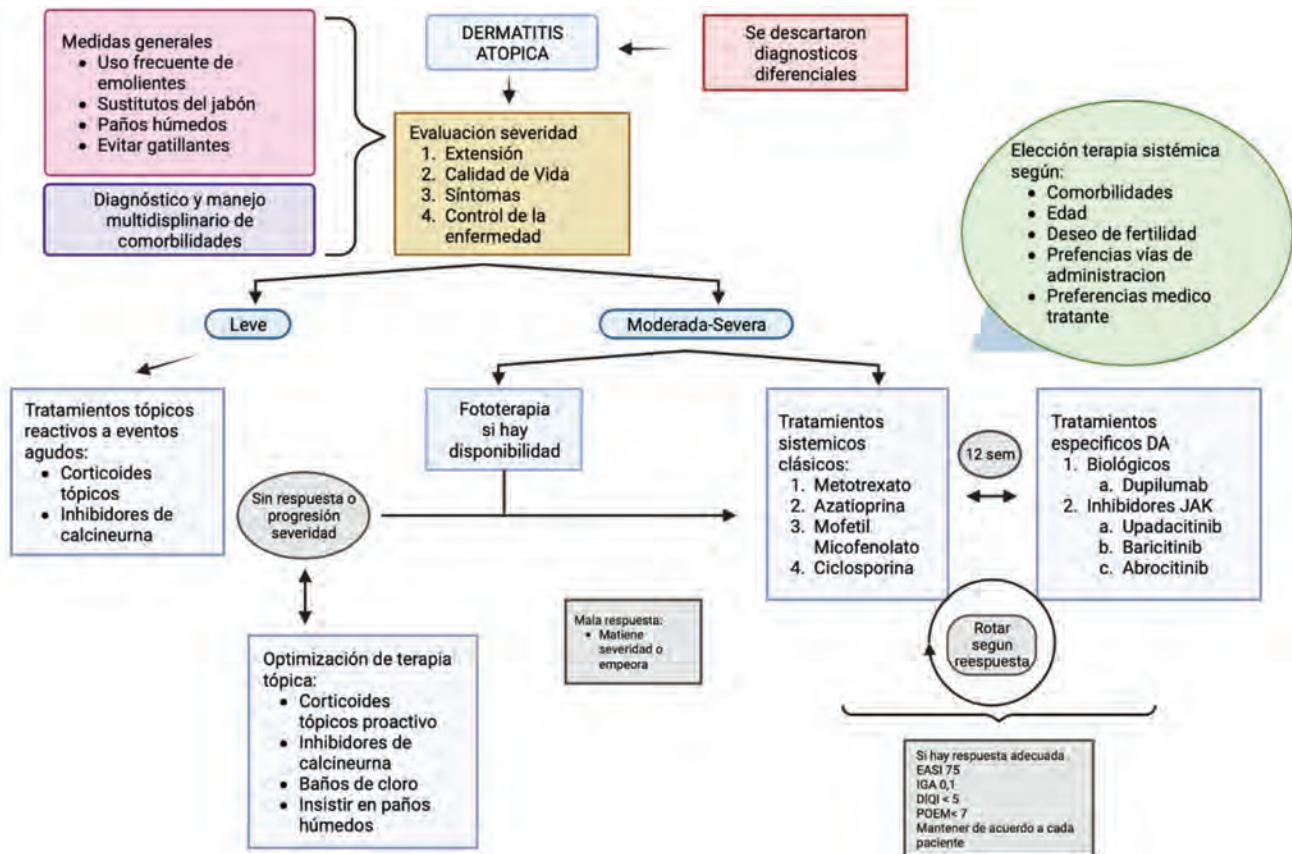 Medidas generales
• Uso frecuente de
emolientes
• Sustitutos del jabón
• Paños húmedos
• Evitar gatillantes
Diagnóstico y manejo
multidisplinario de
comorbilidades
DERMATITIS
ATOPICA
Se descartaron
diagnosticos
diferenciales
Evaluacion severidad
1. Extensión
2. Calidad de Vida
3. Síntomas
4. Control de la
enfermedad
Elección terapia sistémica
según:
• Comorbilidades
• Edad
• Deseo de fertilidad
• Prefencias vías de
administracion
• Preferencias medico
tratante
Leve
Moderada-Severa
Tratamientos tópicos
reactivos a eventos
agudos:
• Corticoides
tópicos
• Inhibidores de
calcineurna
Sin respuesta o
progresión
severidad
Fototerapia
si hay
disponibilidad
Tratamientos
sistemicos
clásicos:
1. Metotrexato
2. Azatioprina
3. Mofetil
Micofenolato
4. Ciclosporina
12 sem
Tratamientos
especificos DA
1. Biológicos
a. Dupilumab
2. Inhibidores JAK
a. Upadacitinib
b. Baricitinib
c. Abrocitinib
Optimización de terapia
tópica:
• Corticoides
tópicos proactivo
• Inhibidores de
calcineurna
• Baños de cloro
• Insistir en paños
húmedos
Mala respuesta:
• Matiene
severidad o
empeora
Rotar
segun
reespuesta
Si hay respuesta adecuada
EASI 75
IGA 0,1
DlQI < 5
POEM< 7
Mantener de acuerdo a cada
paciente